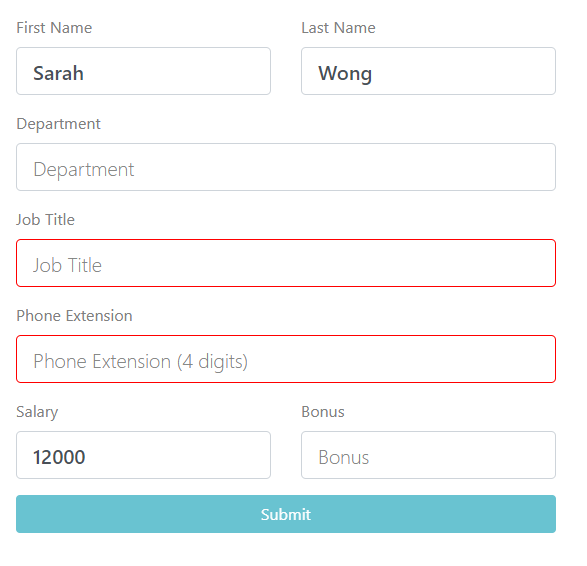 First Name Last Name
Sarah Wong
Department
Department
Job Title
Job Title
Phone Extension
Phone Extension (4 digits)
Salary Bonus
12000 Bonus
Submit